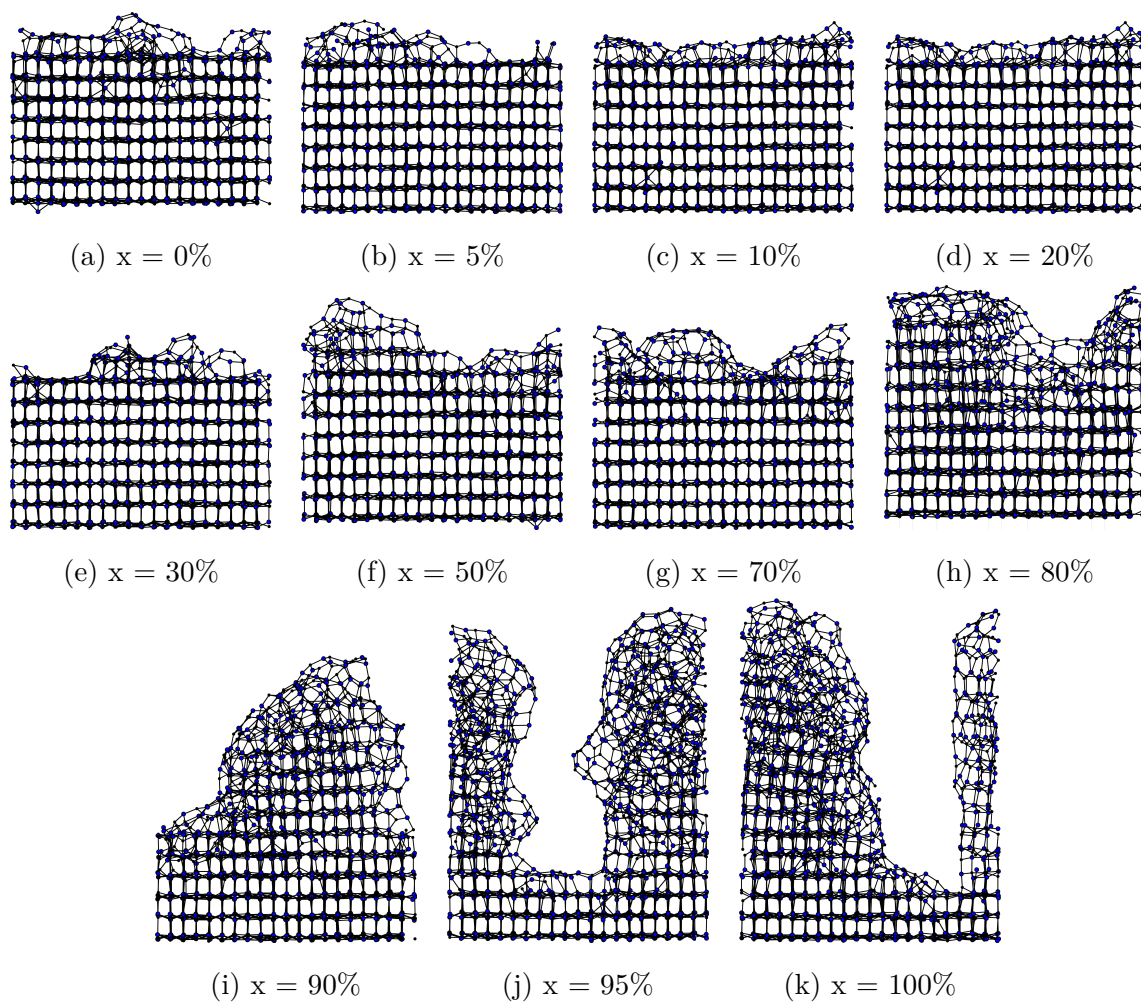 (a) x = 0%
(b) x = 5%
(c) x = 10%
(d) x = 20%
(e) x = 30%
(f) x = 50%
(g) x = 70%
(h) x = 80%
(i) x = 90%
(j) x = 95%
(k) x = 100%